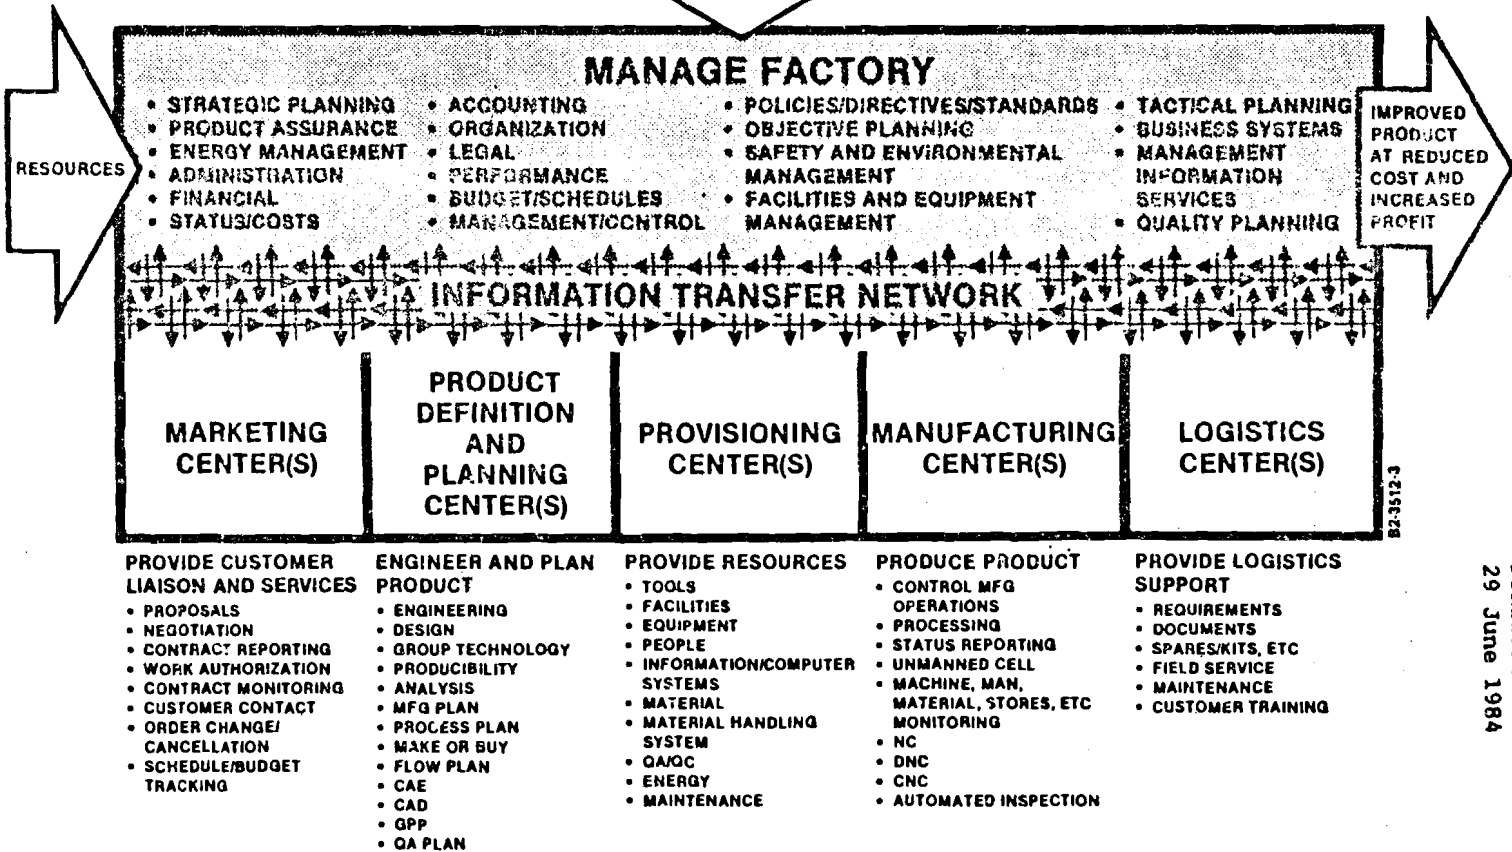 MANAGE FACTORY
• STRATEGIC PLANNING
• PRODUCT ASSURANCE
• ENERGY MANAGEMENT
• ADMINISTRATION
• FINANCIAL
• STATUS/COSTS
• ACCOUNTING
• ORGANIZATION
• LEGAL
• PERFORMANCE
• BUDGET/SCHEDULES
• MANAGEMENT/CONTROL
• POLICIES/DIRECTIVES/STANDARDS
• OBJECTIVE PLANNING
• SAFETY AND ENVIRONMENTAL
MANAGEMENT
• FACILITIES AND EQUIPMENT
MANAGEMENT
• TACTICAL PLANNING
• BUSINESS SYSTEMS
• MANAGEMENT
INFORMATION
SERVICES
• QUALITY PLANNING
RESOURCES
IMPROVED
PRODUCT
AT REDUCED
COST AND
INCREASED
PROFIT
INFORMATION TRANSFER NETWORK
MARKETING
CENTER(S)
PRODUCT
DEFINITION
AND
PLANNING
CENTER(S)
PROVISIONING
CENTER(S)
MANUFACTURING
CENTER(S)
LOGISTICS
CENTER(S)
B2-3512-3
PROVIDE CUSTOMER
LIAISON AND SERVICES
• PROPOSALS
• NEGOTIATION
• CONTRACT REPORTING
• WORK AUTHORIZATION
• CONTRACT MONITORING
• CUSTOMER CONTACT
• ORDER CHANGE/
CANCELLATION
• SCHEDULE/BUDGET
TRACKING
ENGINEER AND PLAN
PRODUCT
• ENGINEERING
• DESIGN
• GROUP TECHNOLOGY
• PRODUCIBILITY
• ANALYSIS
• MFG PLAN
• PROCESS PLAN
• MAKE OR BUY
• FLOW PLAN
• CAE
• CAD
• GPP
• QA PLAN
PROVIDE RESOURCES
• TOOLS
• FACILITIES
• EQUIPMENT
• PEOPLE
• INFORMATION/COMPUTER
SYSTEMS
• MATERIAL
• MATERIAL HANDLING
SYSTEM
• QA/QC
• ENERGY
• MAINTENANCE
PRODUCE PRODUCT
• CONTROL MFG
OPERATIONS
• PROCESSING
• STATUS REPORTING
• UNMANNED CELL
• MACHINE, MAN,
MATERIAL, STORES, ETC
MONITORING
• NC
• DNC
• CNC
• AUTOMATED INSPECTION
PROVIDE LOGISTICS
SUPPORT
• REQUIREMENTS
• DOCUMENTS
• SPARES/KITS, ETC
• FIELD SERVICE
• MAINTENANCE
• CUSTOMER TRAINING
29 June 1984